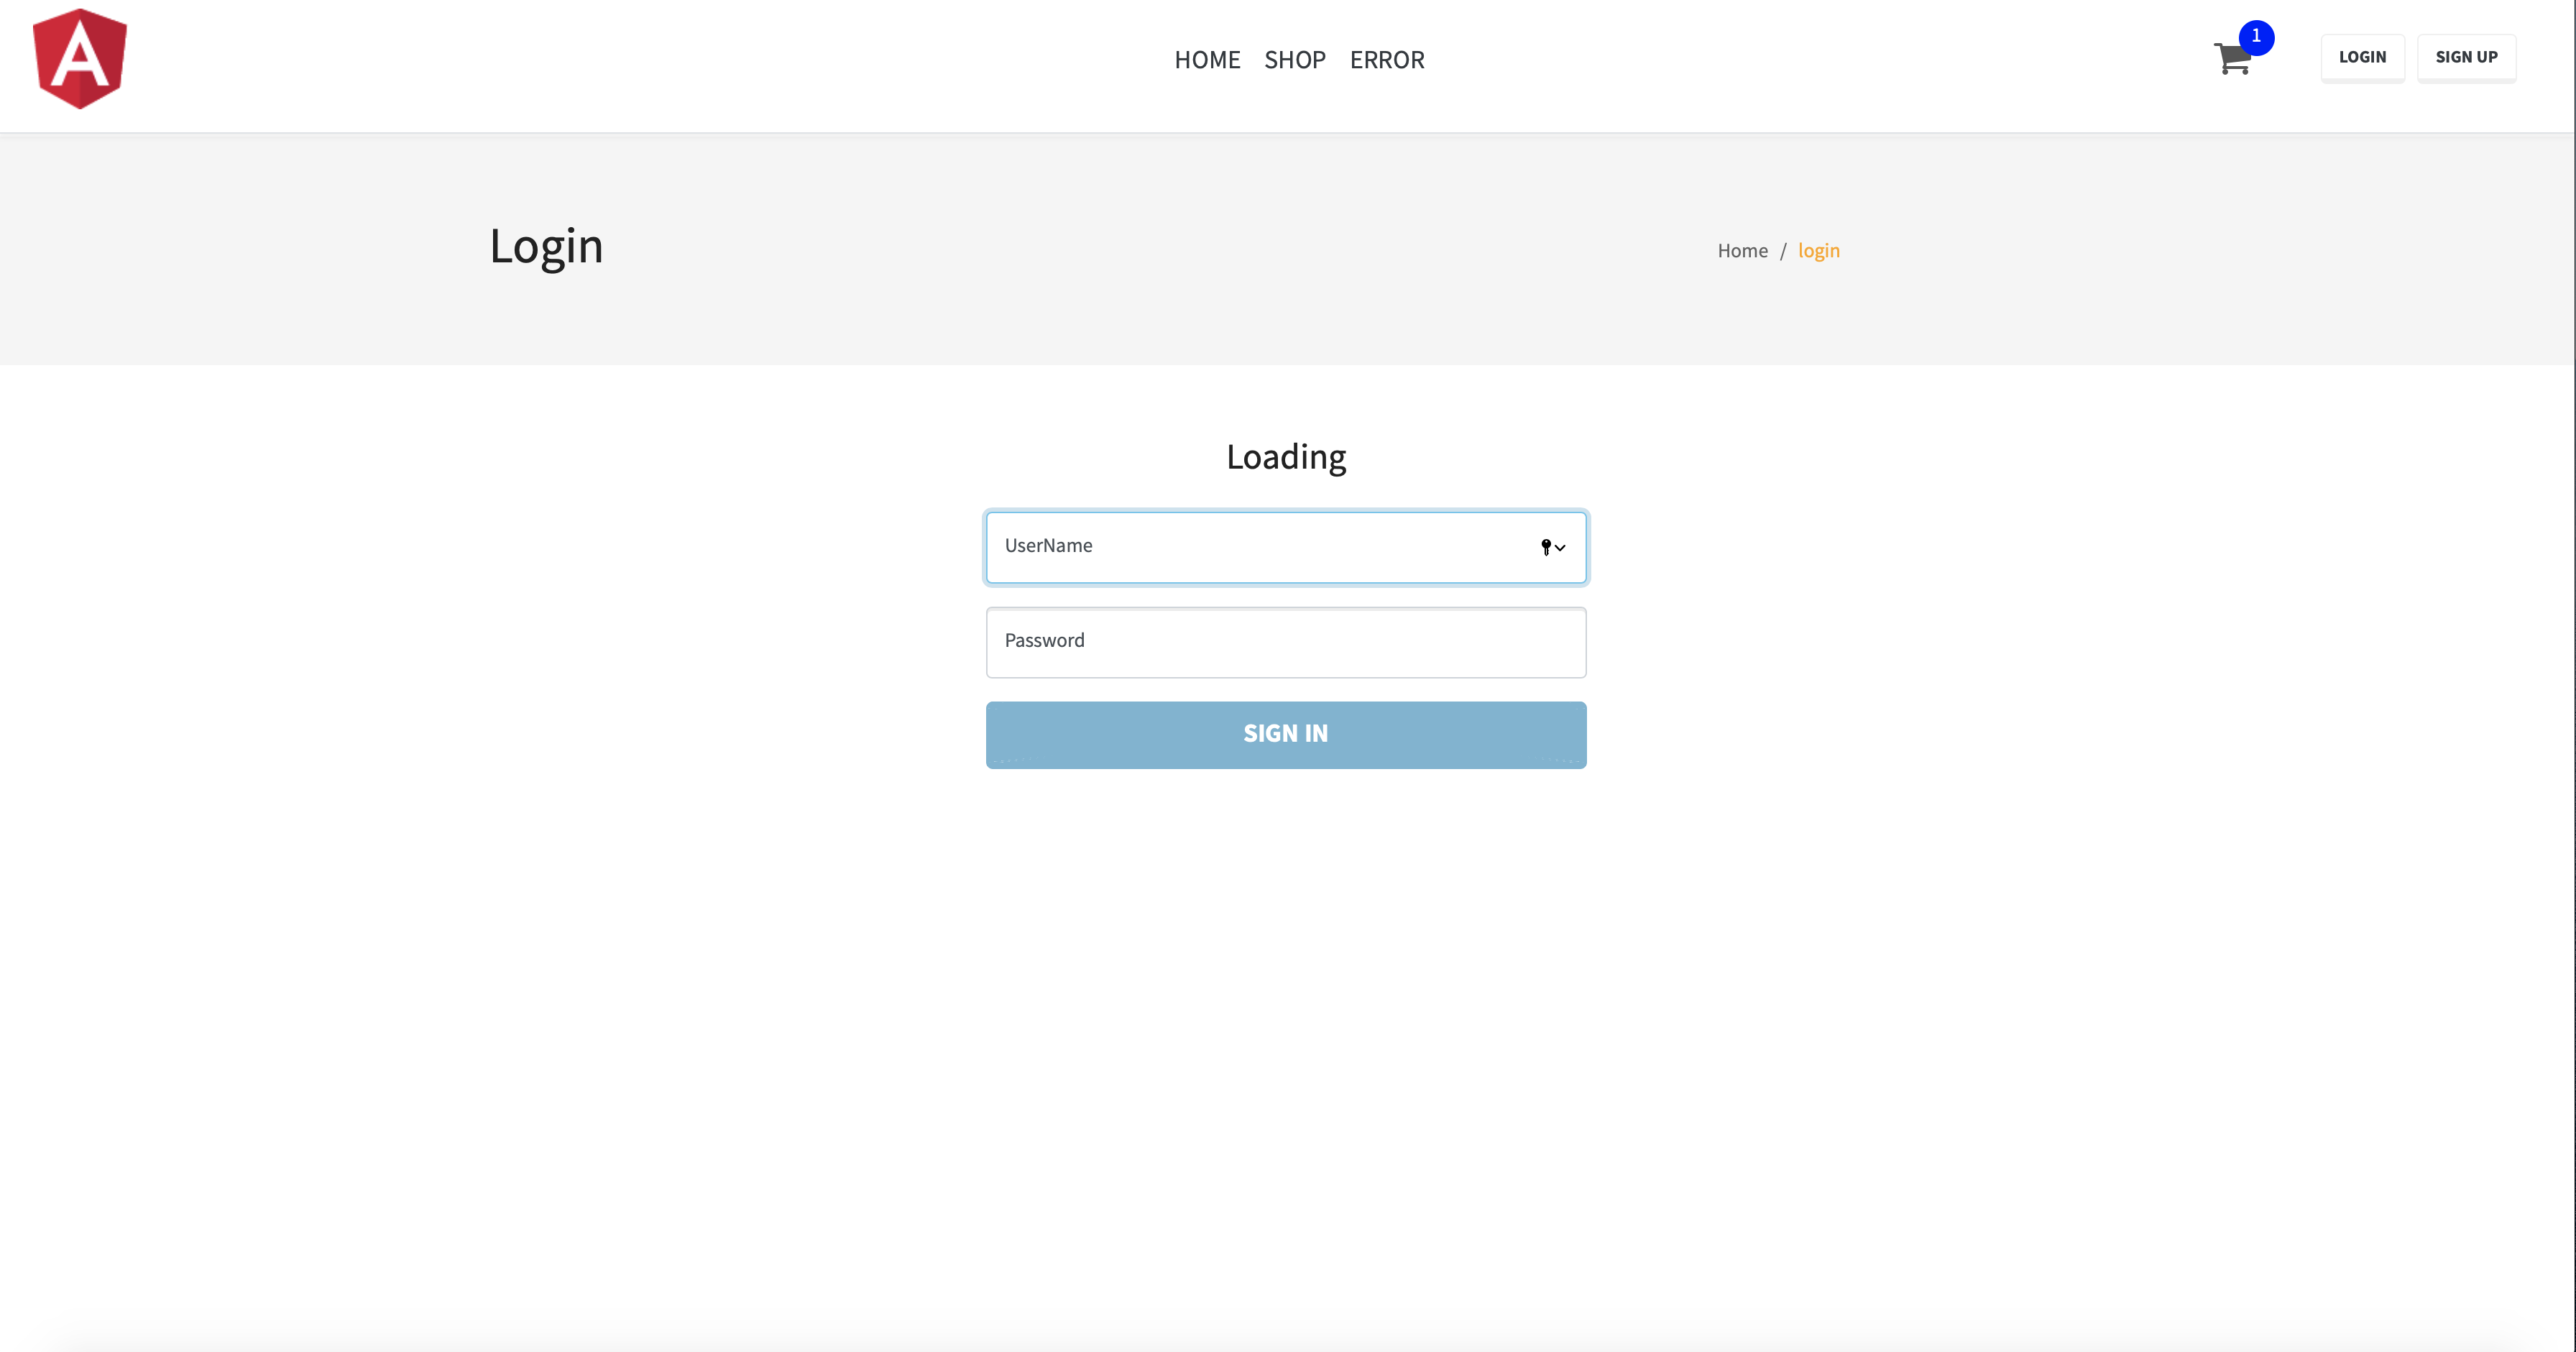 A
HOME SHOP ERROR
1
LOGIN SIGN UP
Login
Home / login
Loading
UserName
Password
SIGN IN